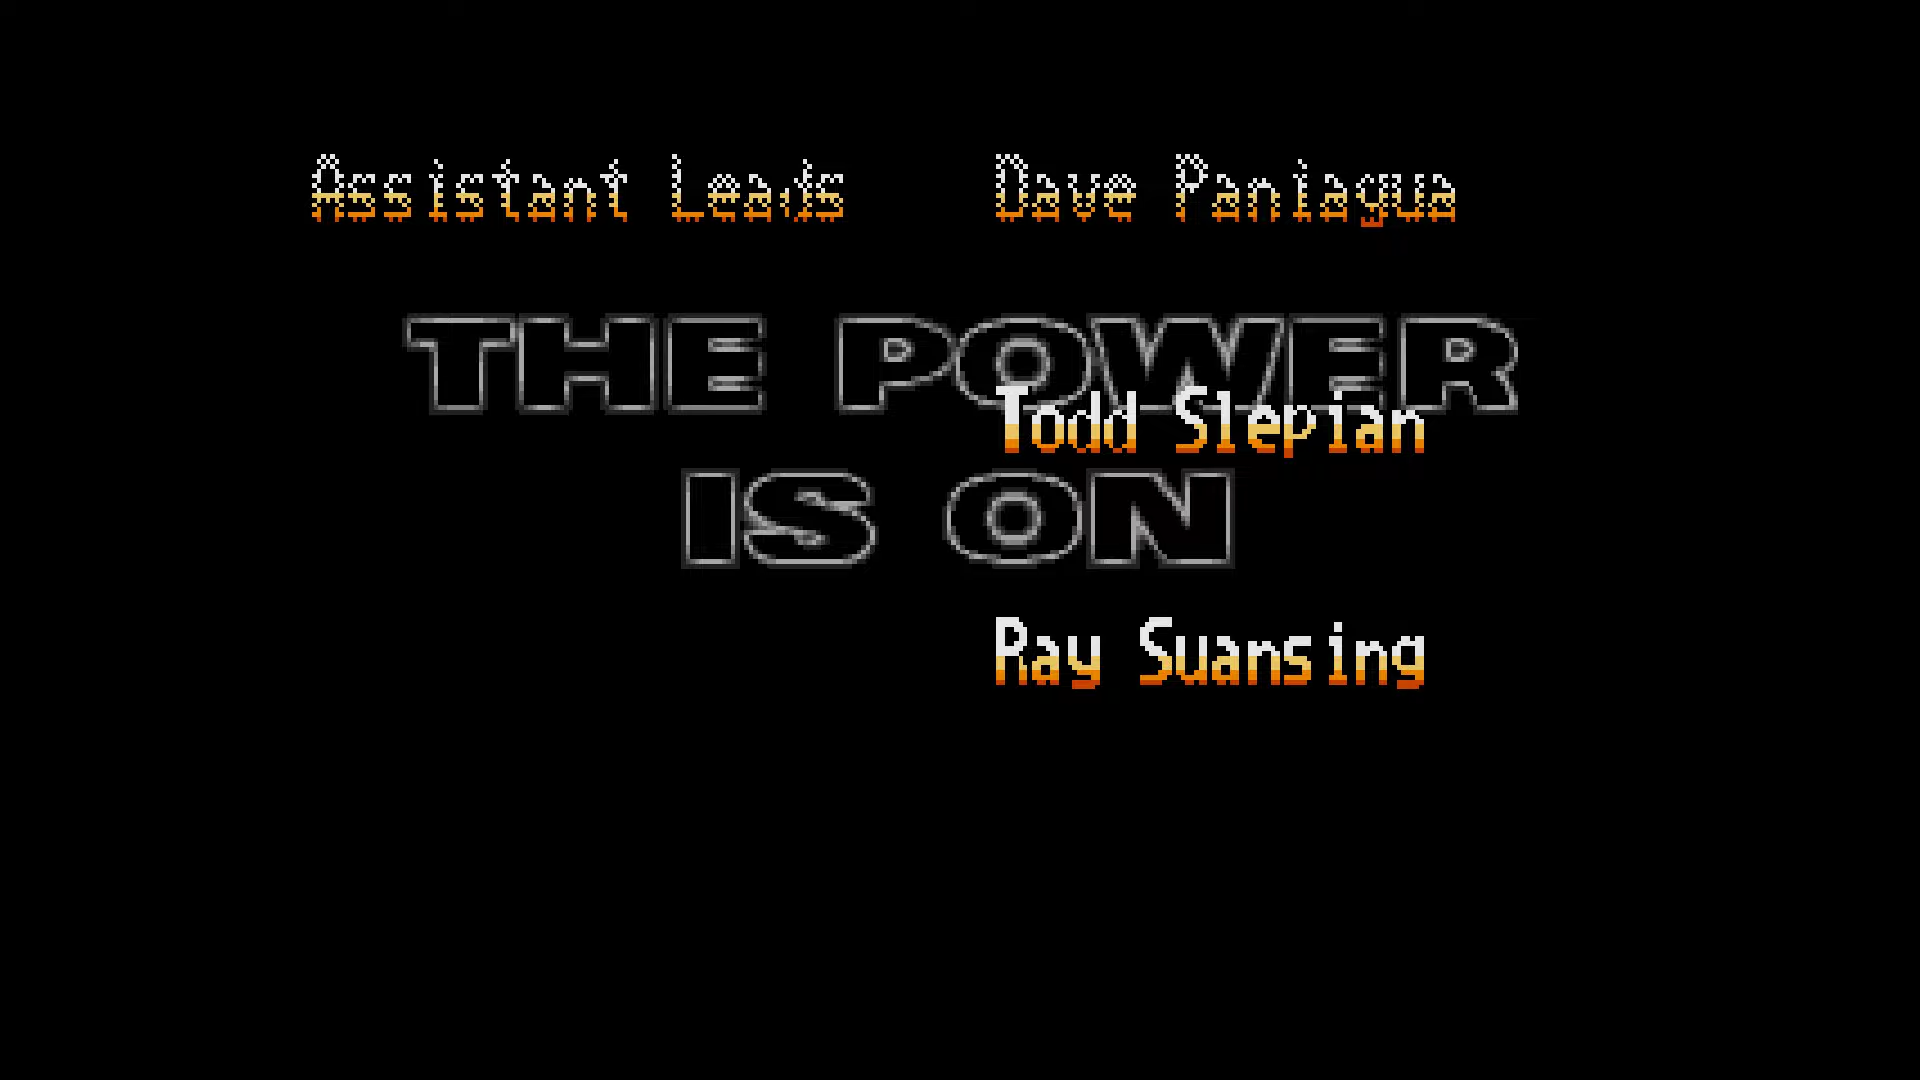 Assistant Leads Dave Paniagua
THE POWER
Todd Slepian
IS ON
Ray Suansing